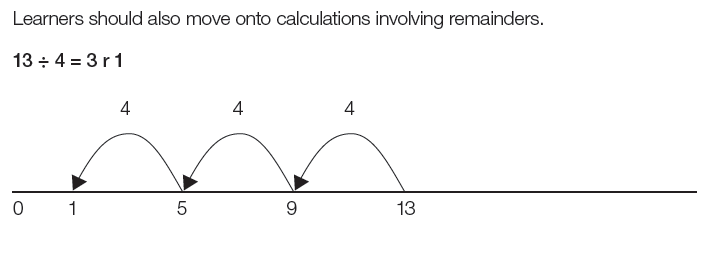 Learners should also move onto calculations involving remainders.
13 ÷ 4 = 3 r 1
4 4 4
0 1 5 9 13